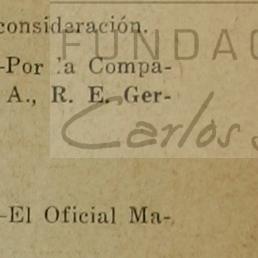 consideración.
-Por la Compa-
A., R. E. Ger-
-El Oficial Ma-
FUNDAC
Carlos